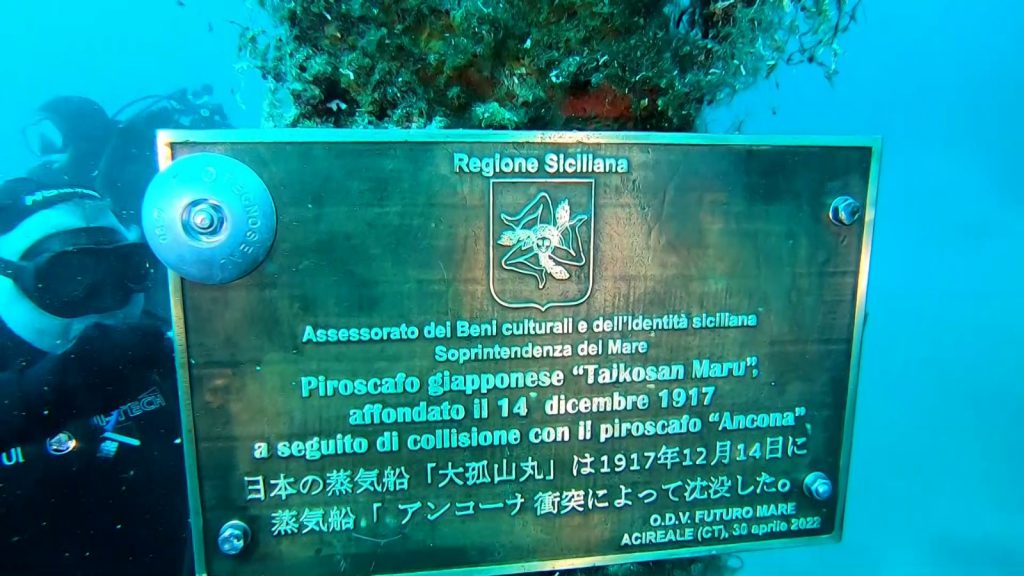 Regione Siciliana
Assessorato dei Beni culturali e dell'Identità siciliana
Soprintendenza del Mare
Piroscafo giapponese "Taikosan Maru"
affondato il 14 dicembre 1917
a seguito di collisione con il piroscafo "Ancona"
日本の蒸気船「大孤山丸」は1917年12月14日に
蒸気船「アンコーナ」衝突によって沈没した。
O.D.V. FUTURO MARE
ACIREALE (CT), 30 aprile 2022
-TECH